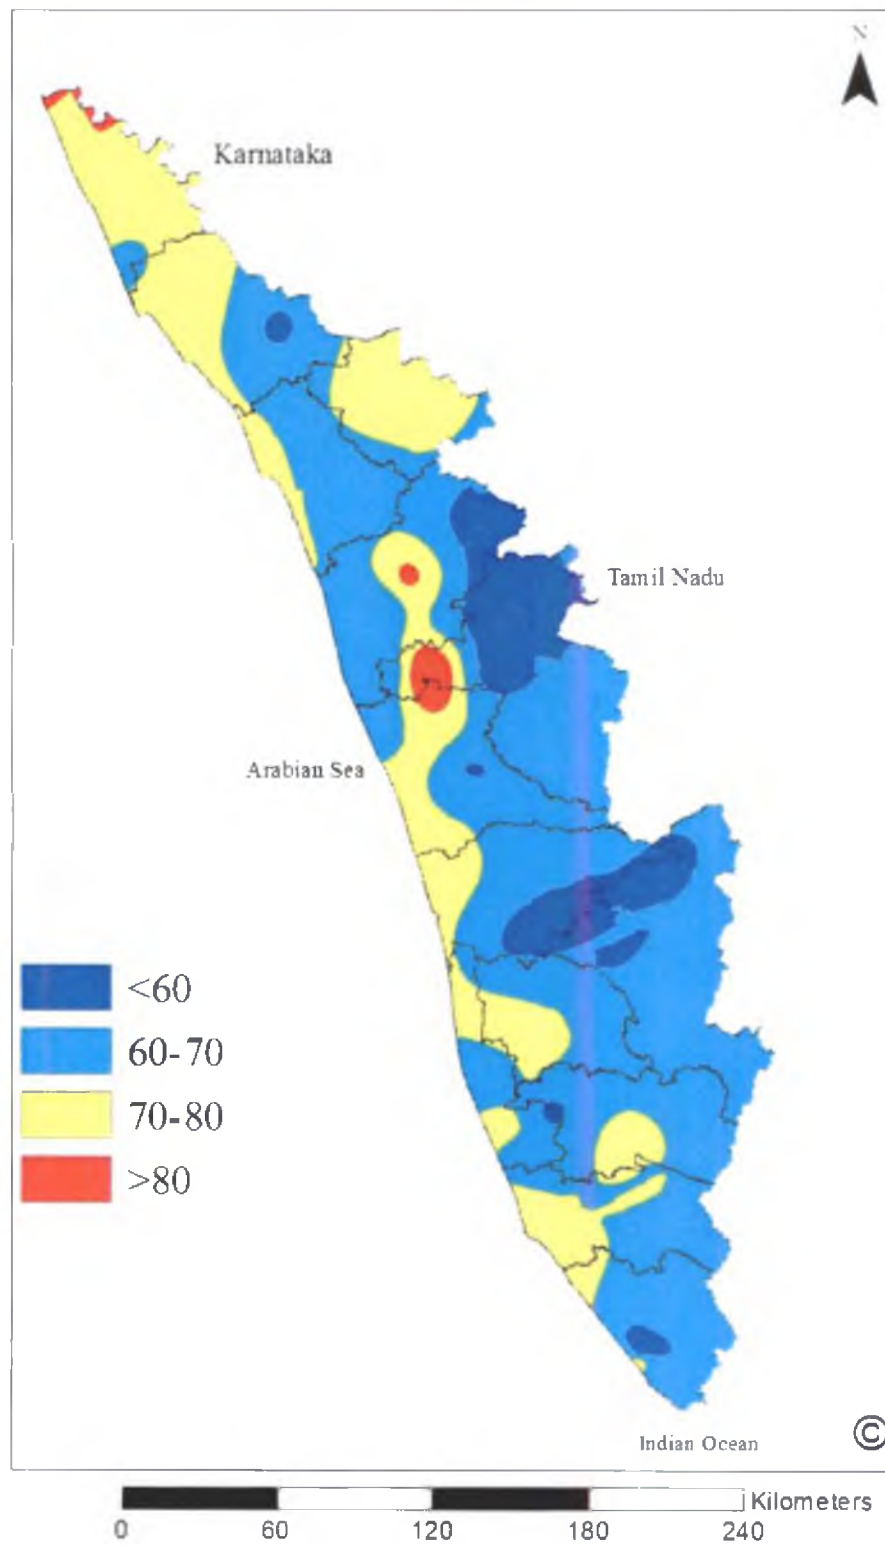 N
Karnataka
Tamil Nadu
Arabian Sea
<60
60-70
70-80
>80
Indian Ocean
©
Kilometers
0 60 120 180 240